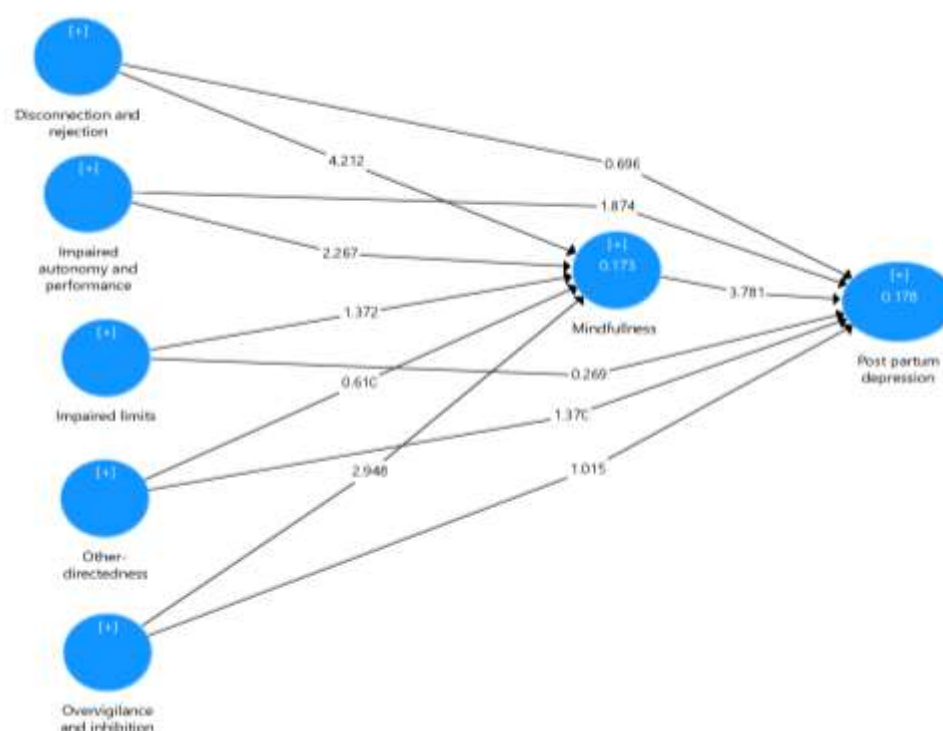 [+]
Disconnection and
rejection
0.696
4.212
[+]
1.874
Impaired
autonomy and
performance
2.267
[+]
0.173
Mindfullness
3.781
[+]
0.178
Post partum
depression
[+]
1.372
Impaired limits
0.269
0.610
1.370
[+]
Other-
directedness
2.948
1.015
[+]
Overvigilance
and inhibition